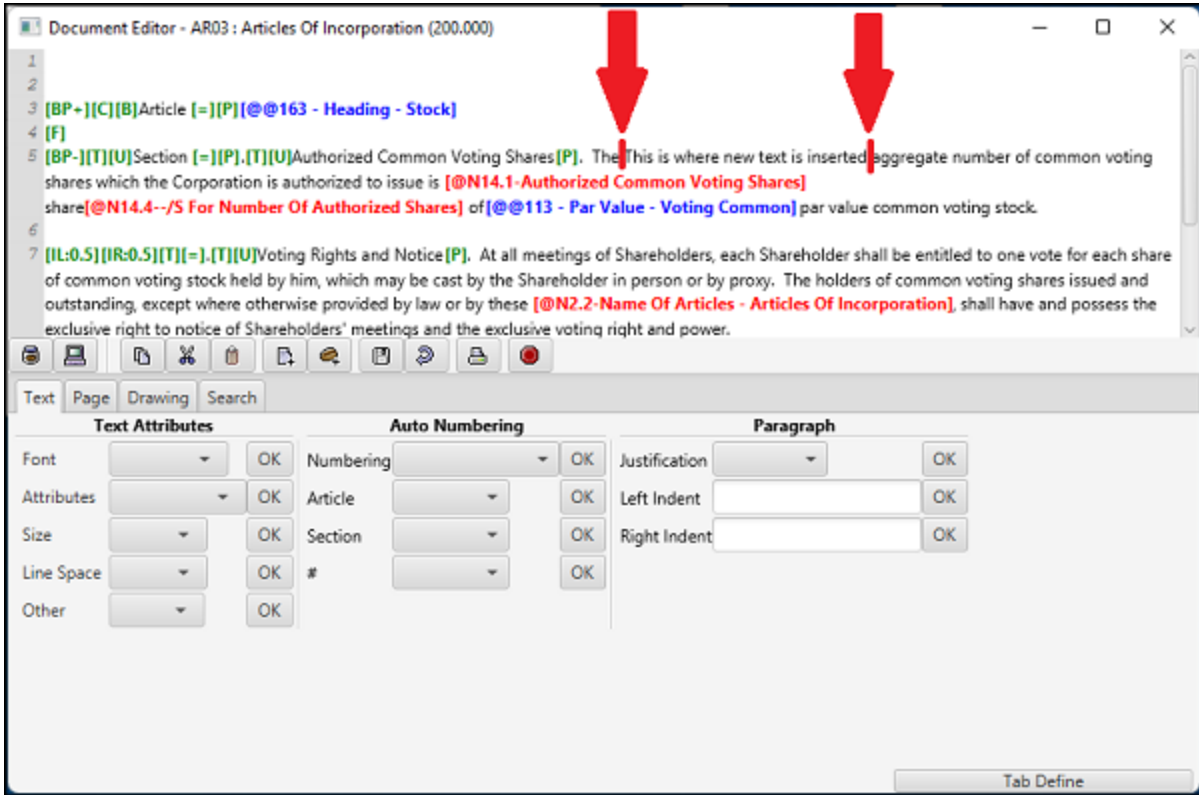 Document Editor - AR03 : Articles Of Incorporation (200.000)
1
2
3 [BP+][C][B]Article [=][P][@@163 - Heading - Stock]
4 [F]
5 [BP-][T][U]Section [=][P].[T][U]Authorized Common Voting Shares[P].  The This is where new text is inserted aggregate number of common voting
shares which the Corporation is authorized to issue is [@N14.1-Authorized Common Voting Shares]
share[@N14.4--/S For Number Of Authorized Shares] of [@@113 - Par Value - Voting Common] par value common voting stock.
6
7 [IL:0.5][IR:0.5][T][=].[T][U]Voting Rights and Notice[P].  At all meetings of Shareholders, each Shareholder shall be entitled to one vote for each share
of common voting stock held by him, which may be cast by the Shareholder in person or by proxy.  The holders of common voting shares issued and
outstanding, except where otherwise provided by law or by these [@N2.2-Name Of Articles - Articles Of Incorporation], shall have and possess the
exclusive right to notice of Shareholders' meetings and the exclusive voting right and power.
Text Page Drawing Search
Text Attributes Auto Numbering Paragraph
Font OK Numbering OK Justification OK
Attributes OK Article OK Left Indent OK
Size OK Section OK Right Indent OK
Line Space OK # OK
Other OK
Tab Define